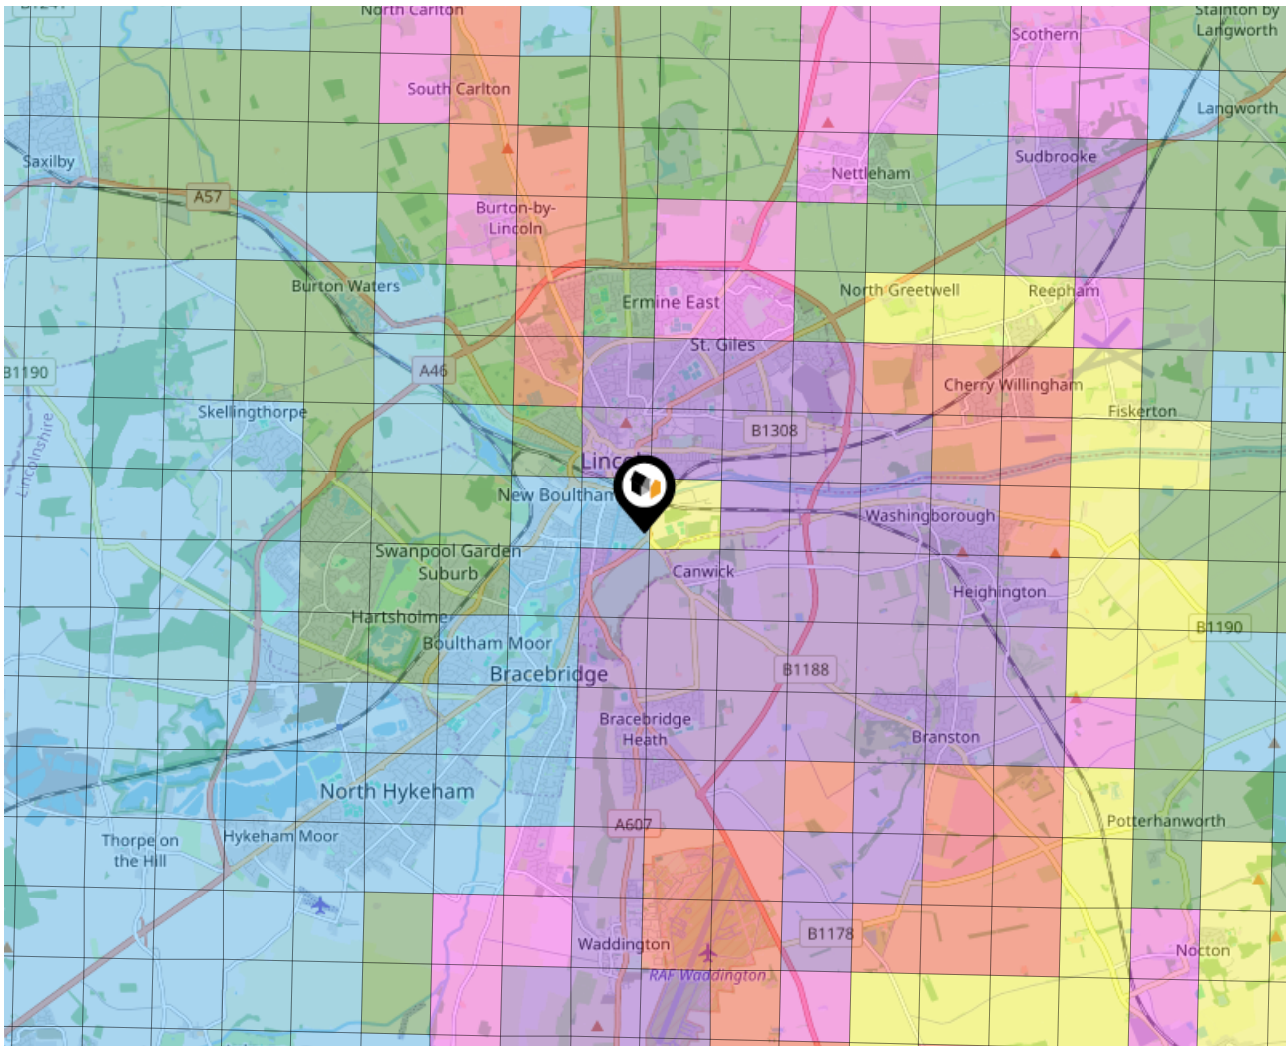 B1241
North Carlton
Stainton by
Langworth
Scothern
South Carlton
Langworth
Saxilby
Sudbrooke
Nettleham
A57
Burton-by-
Lincoln
Burton Waters
Ermine East
North Greetwell
Reepham
St. Giles
B1190
A46
Cherry Willingham
Skellingthorpe
Fiskerton
Lincolnshire
B1308
New Boultham
Washingborough
Swanpool Garden
Suburb
Canwick
Heighington
Hartsholme
B1190
Boultham Moor
Bracebridge
B1188
Bracebridge
Heath
Branston
North Hykeham
A607
Potterhanworth
Thorpe on
the Hill
Hykeham Moor
B1178
Waddington
Nocton
RAF Waddington